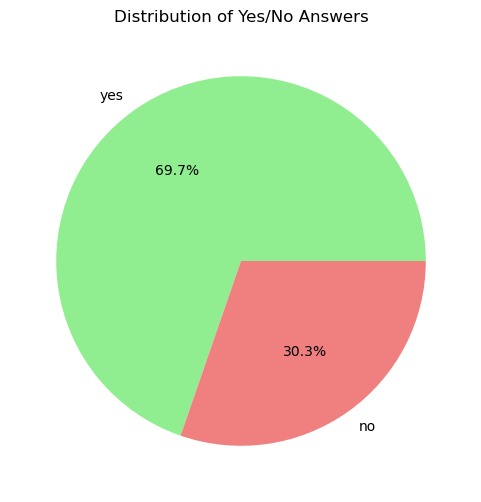 Distribution of Yes/No Answers
yes
69.7%
30.3%
no